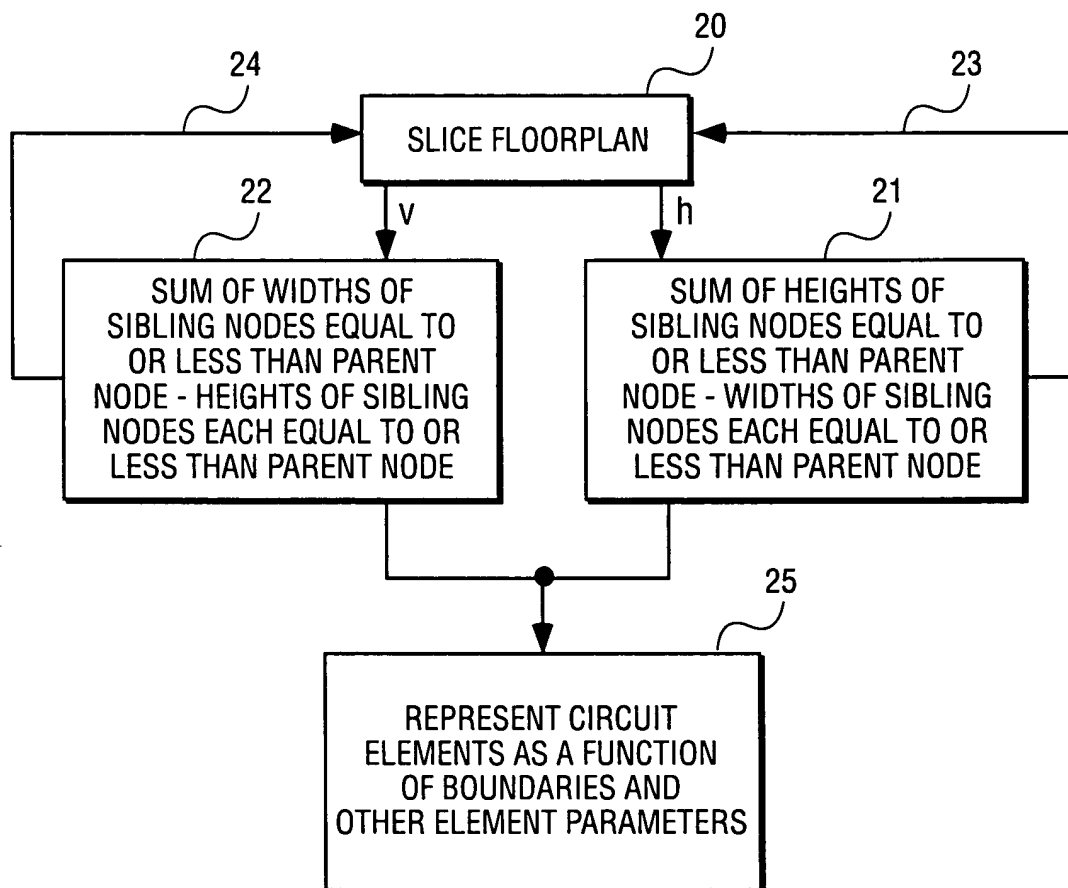 20
24
23
SLICE FLOORPLAN
22
v
h
21
SUM OF WIDTHS OF
SIBLING NODES EQUAL TO
OR LESS THAN PARENT
NODE - HEIGHTS OF SIBLING
NODES EACH EQUAL TO OR
LESS THAN PARENT NODE
SUM OF HEIGHTS OF
SIBLING NODES EQUAL TO
OR LESS THAN PARENT
NODE - WIDTHS OF SIBLING
NODES EACH EQUAL TO OR
LESS THAN PARENT NODE
25
REPRESENT CIRCUIT
ELEMENTS AS A FUNCTION
OF BOUNDARIES AND
OTHER ELEMENT PARAMETERS